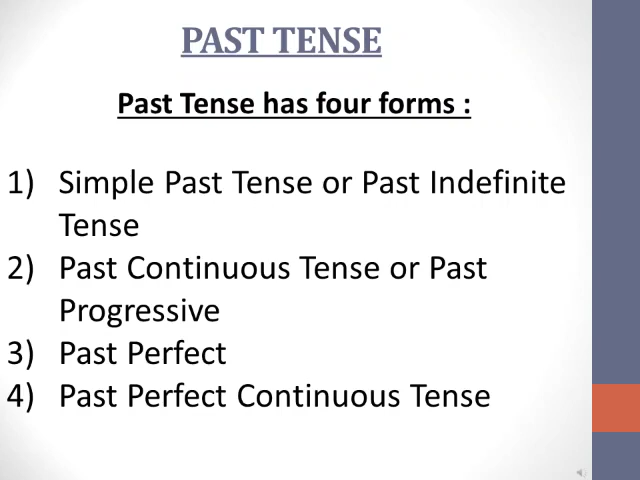 PAST TENSE
Past Tense has four forms :
1) Simple Past Tense or Past Indefinite
Tense
2) Past Continuous Tense or Past
Progressive
3) Past Perfect
4) Past Perfect Continuous Tense